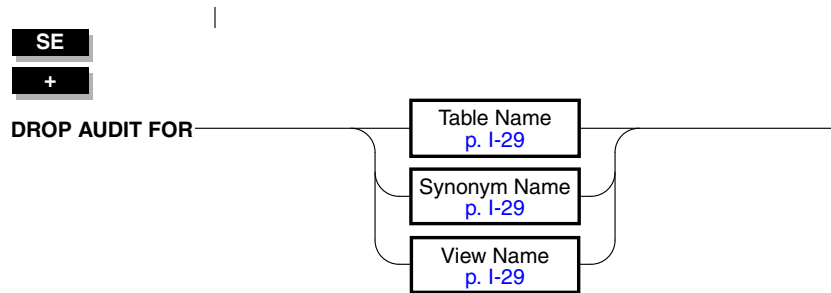 SE
+
DROP AUDIT FOR
Table Name
p. I-29
Synonym Name
p. I-29
View Name
p. I-29